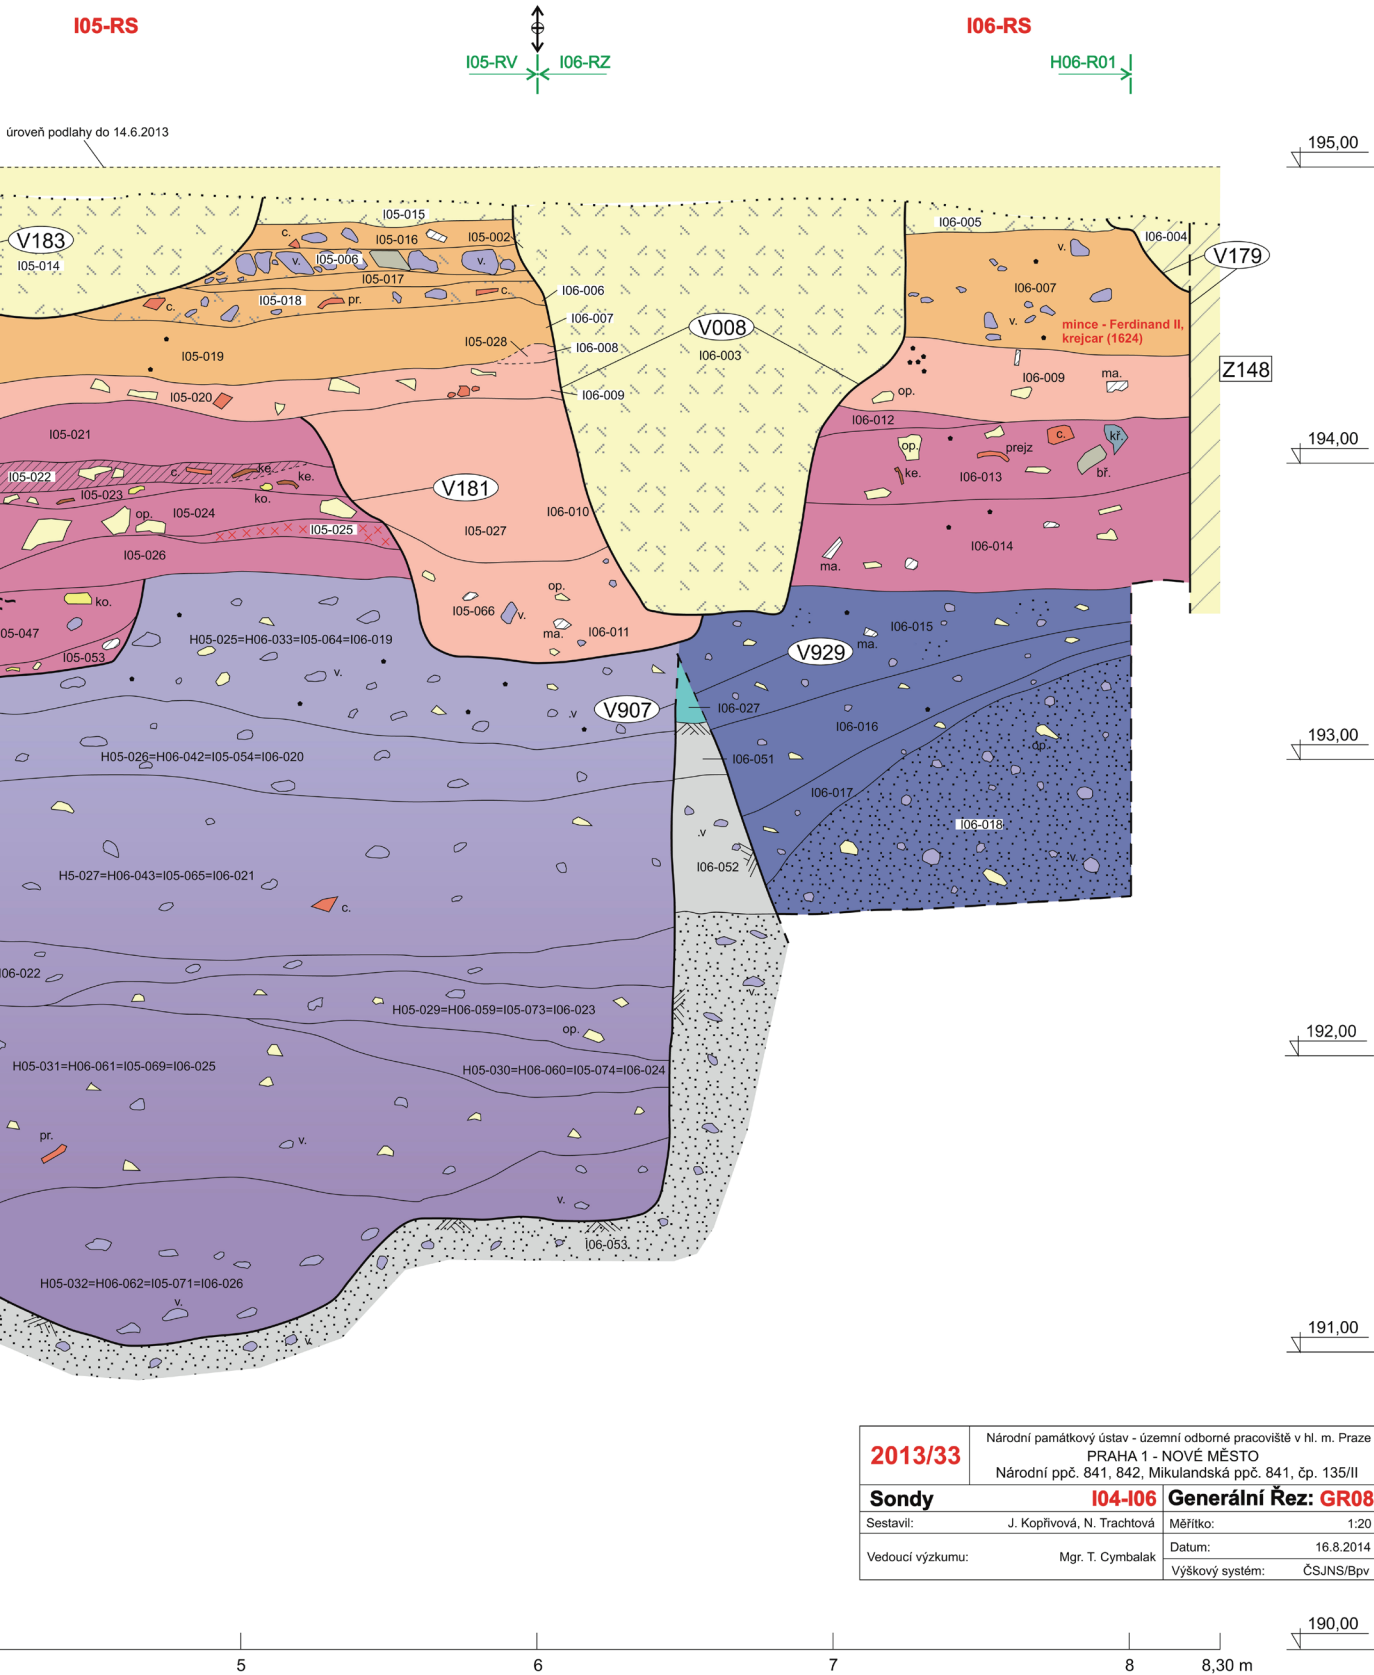 I05-RS
I06-RS
I05-RV
I06-RZ
H06-R01
úroveň podlahy do 14.6.2013
195,00
I05-015
I06-005
I06-004
V183
c.
I05-016
I05-002
v.
V179
I05-014
v.
I05-006
v.
I05-017
I06-007
c.
I05-018
pr.
c.
I06-006
I06-007
v.
mince - Ferdinand II,
krejcar (1624)
V008
I05-019
I05-028
I06-008
I06-003
Z148
I05-020
I06-009
op.
I06-009
ma.
I05-021
I06-012
c.
kř.
194,00
op.
prejz
I05-022
c.
ke.
ke.
ke.
I06-013
bř.
I05-023
ko.
V181
op.
I05-024
I06-010
I05-025
I05-027
I06-014
I05-026
ma.
op.
ko.
I05-066
v.
05-047
ma.
I06-011
I06-015
H05-025=H06-033=I05-064=I06-019
ma.
I05-053
V929
v.
V907
.v
I06-027
I06-016
193,00
op.
H05-026=H06-042=I05-054=I06-020
I06-051
I06-017
I06-018
.v
v.
I06-052
H5-027=H06-043=I05-065=I06-021
c.
I06-022
v.
H05-029=H06-059=I05-073=I06-023
op.
192,00
H05-031=H06-061=I05-069=I06-025
H05-030=H06-060=I05-074=I06-024
pr.
v.
v.
I06-053
H05-032=H06-062=I05-071=I06-026
v.
v.
191,00
2013/33
Národní památkový ústav - územní odborné pracoviště v hl. m. Praze
PRAHA 1 - NOVÉ MĚSTO
Národní ppč. 841, 842, Mikulandská ppč. 841, čp. 135/II
Sondy I04-I06
Generální Řez: GR08
Sestavil: J. Kopřivová, N. Trachtová
Měřítko: 1:20
Vedoucí výzkumu: Mgr. T. Cymbalak
Datum: 16.8.2014
Výškový systém: ČSJNS/Bpv
190,00
5 6 7 8 8,30 m